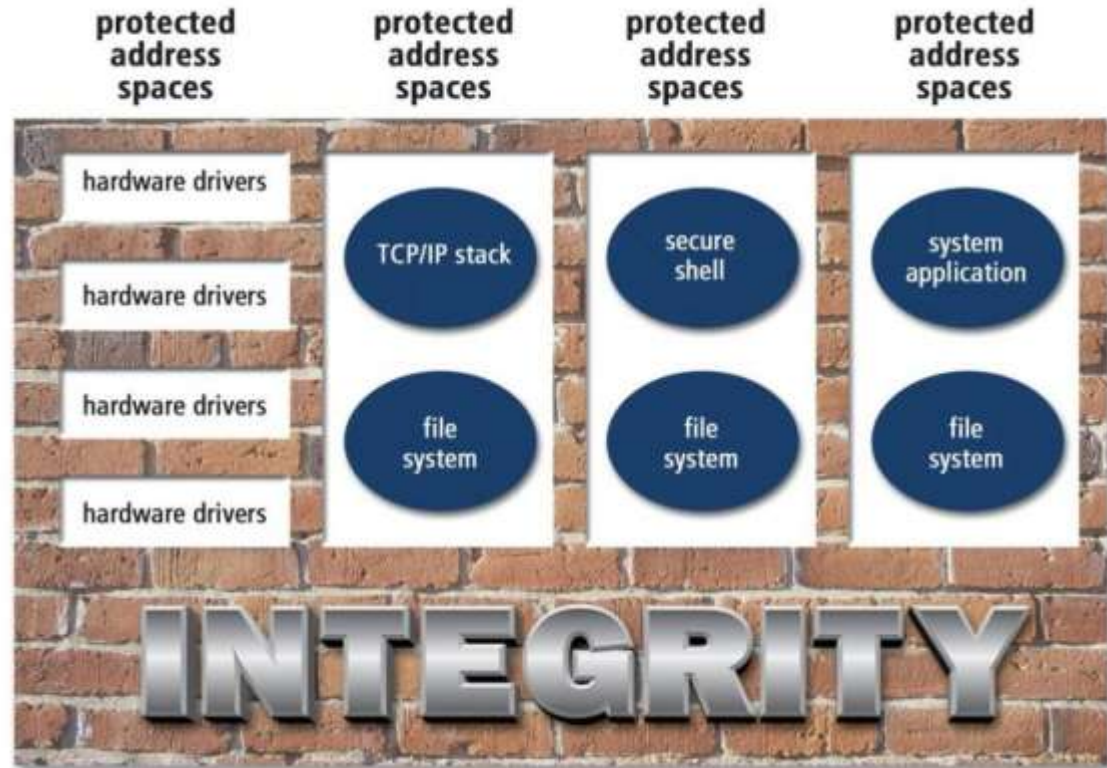 protected
address
spaces
protected
address
spaces
protected
address
spaces
protected
address
spaces
hardware drivers
hardware drivers
hardware drivers
hardware drivers
TCP/IP stack
file
system
secure
shell
file
system
system
application
file
system
INTEGRITY